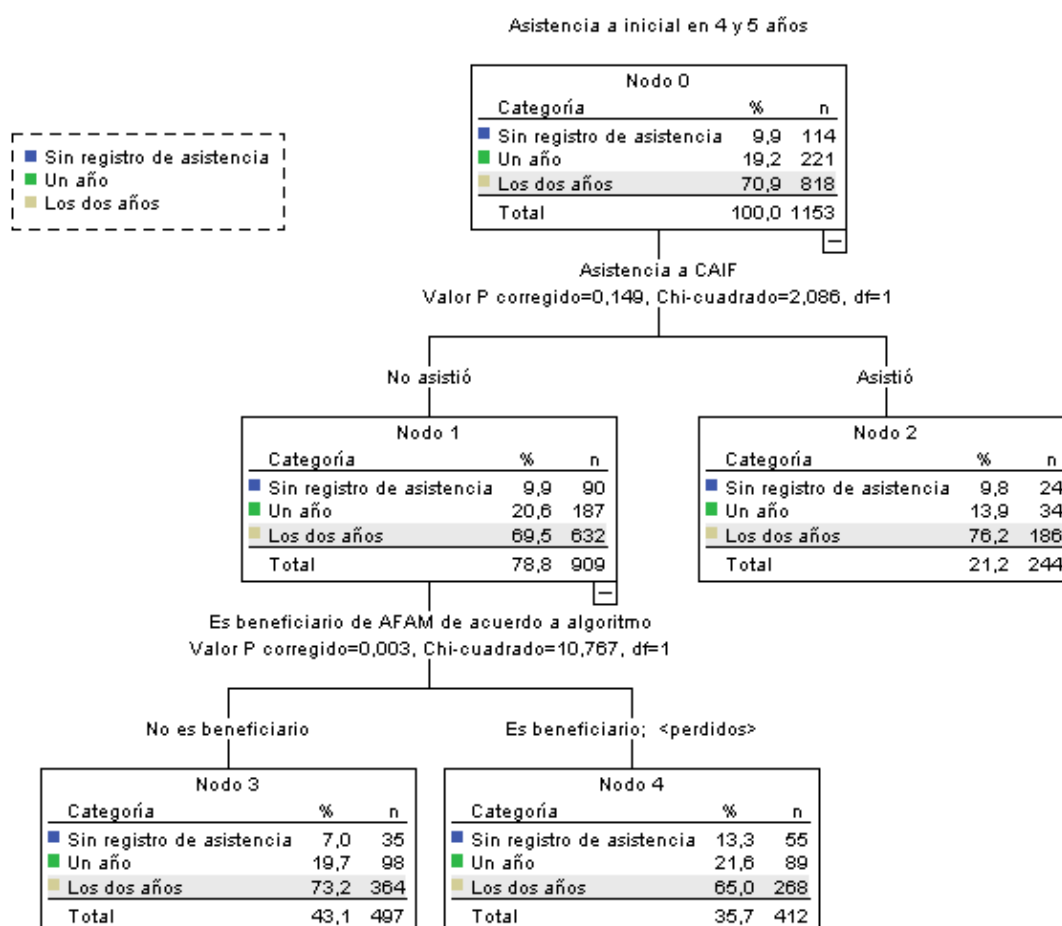 Asistencia a inicial en 4 y 5 años
Sin registro de asistencia
Un año
Los dos años
Nodo 0
Categoría % n
Sin registro de asistencia 9,9 114
Un año 19,2 221
Los dos años 70,9 818
Total 100,0 1153
Asistencia a CAIF
Valor P corregido=0,149, Chi-cuadrado=2,086, df=1
No asistió
Asistió
Nodo 1
Categoría % n
Sin registro de asistencia 9,9 90
Un año 20,6 187
Los dos años 69,5 632
Total 78,8 909
Nodo 2
Categoría % n
Sin registro de asistencia 9,8 24
Un año 13,9 34
Los dos años 76,2 186
Total 21,2 244
Es beneficiario de AFAM de acuerdo a algoritmo
Valor P corregido=0,003, Chi-cuadrado=10,767, df=1
No es beneficiario
Es beneficiario; <perdidos>
Nodo 3
Categoría % n
Sin registro de asistencia 7,0 35
Un año 19,7 98
Los dos años 73,2 364
Total 43,1 497
Nodo 4
Categoría % n
Sin registro de asistencia 13,3 55
Un año 21,6 89
Los dos años 65,0 268
Total 35,7 412